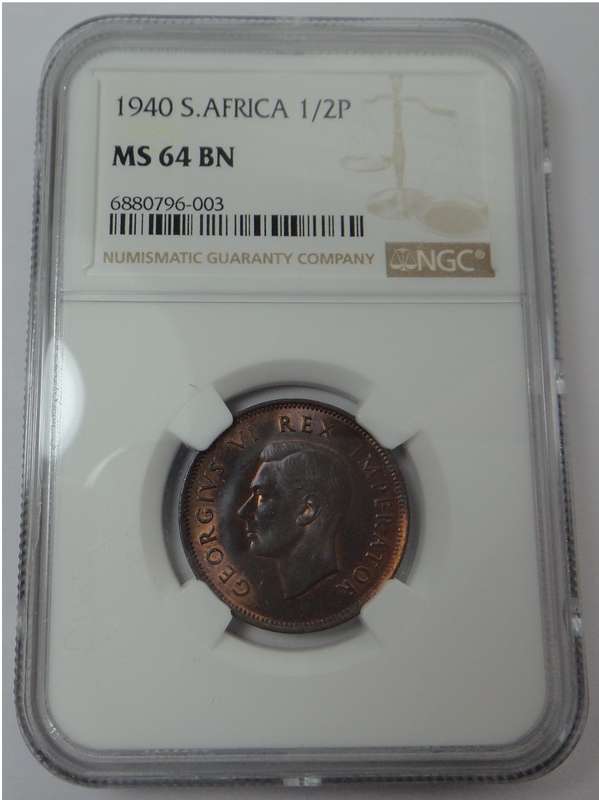 1940 S.AFRICA 1/2P
MS 64 BN
6880796-003
NUMISMATIC GUARANTY COMPANY
NGC®
GEORGIVS VI REX IMPERATOR